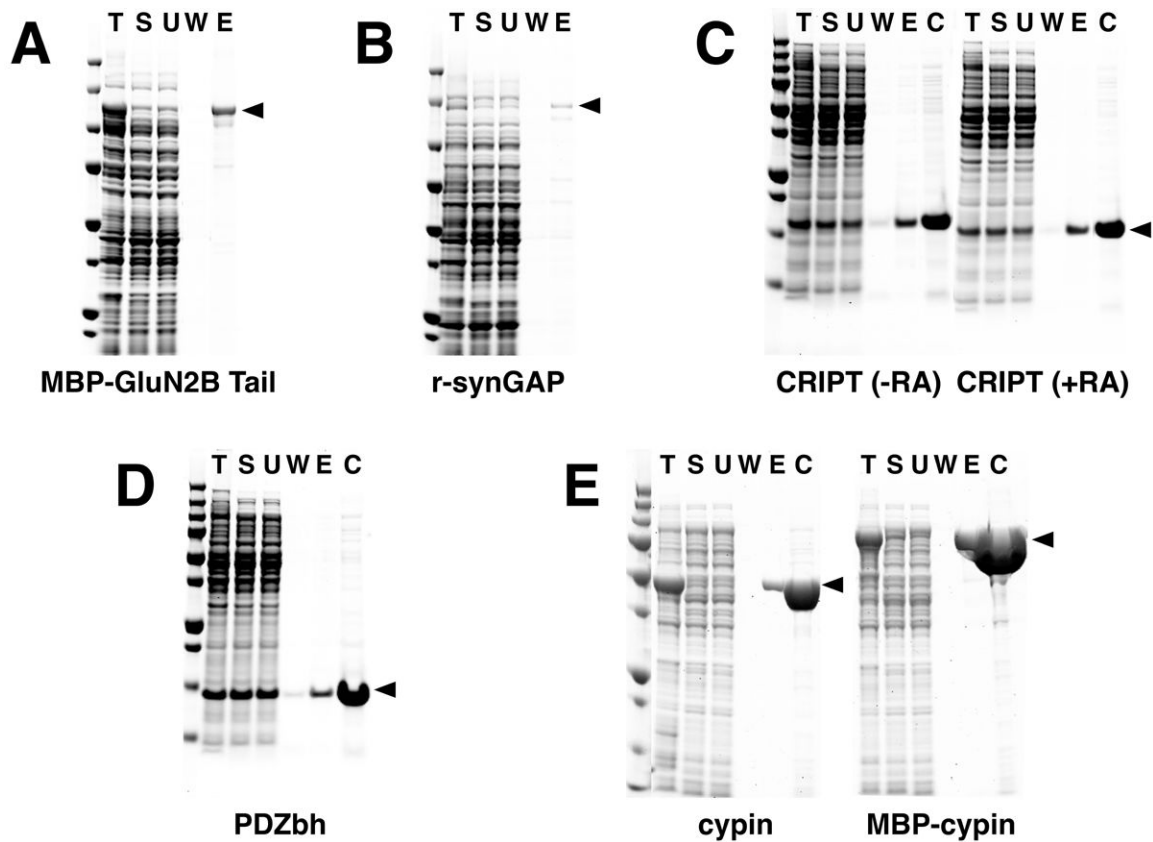 A
T S U W E
MBP-GluN2B Tail
B
T S U W E
r-synGAP
C
T S U W E C T S U W E C
CRIPT (-RA) CRIPT (+RA)
D
T S U W E C
PDZbh
E
T S U W E C T S U W E C
cypin MBP-cypin